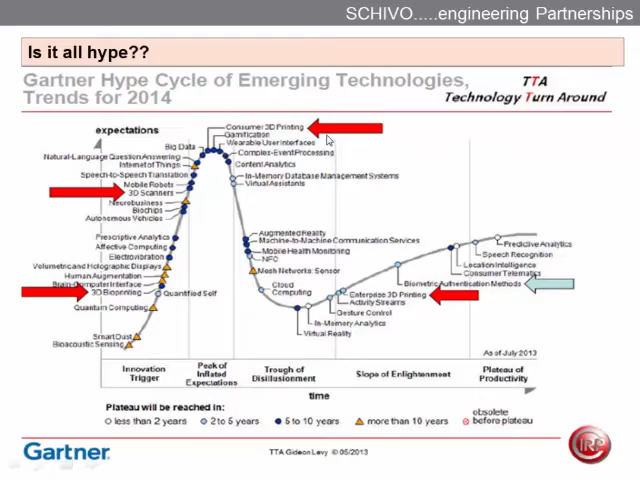 SCHIVO.....engineering Partnerships
Is it all hype??
Gartner Hype Cycle of Emerging Technologies,
Trends for 2014
TTA
Technology Turn Around
expectations
Consumer 3D Printing
Gamification
Wearable User Interfaces
Big Data
Complex-Event Processing
Natural-Language Question Answering
Internet of Things
Content Analytics
Speech-to-Speech Translation
In-Memory Database Management Systems
Mobile Robots
Virtual Assistants
3D Scanners
Neurobusiness
Biochips
Autonomous Vehicles
Augmented Reality
Prescriptive Analytics
Machine-to-Machine Communication Services
Predictive Analytics
Affective Computing
Mobile Health Monitoring
Speech Recognition
Electrovibration
NFC
Location Intelligence
Volumetric and Holographic Displays
Mesh Networks: Sensor
Consumer Telematics
Human Augmentation
Brain-Computer Interface
Biometric Authentication Methods
3D Bioprinting
Quantified Self
Cloud
Computing
Enterprise 3D Printing
Activity Streams
Quantum Computing
Gesture Control
In-Memory Analytics
Smart Dust
Virtual Reality
Bioacoustic Sensing
As of July 2013
Innovation
Trigger
Peak of
Inflated
Expectations
Trough of
Disillusionment
Slope of Enlightenment
Plateau of
Productivity
time
Plateau will be reached in:
less than 2 years
2 to 5 years
5 to 10 years
more than 10 years
obsolete
before plateau
Gartner
TTA Gideon Levy © 05/2013
CIRP